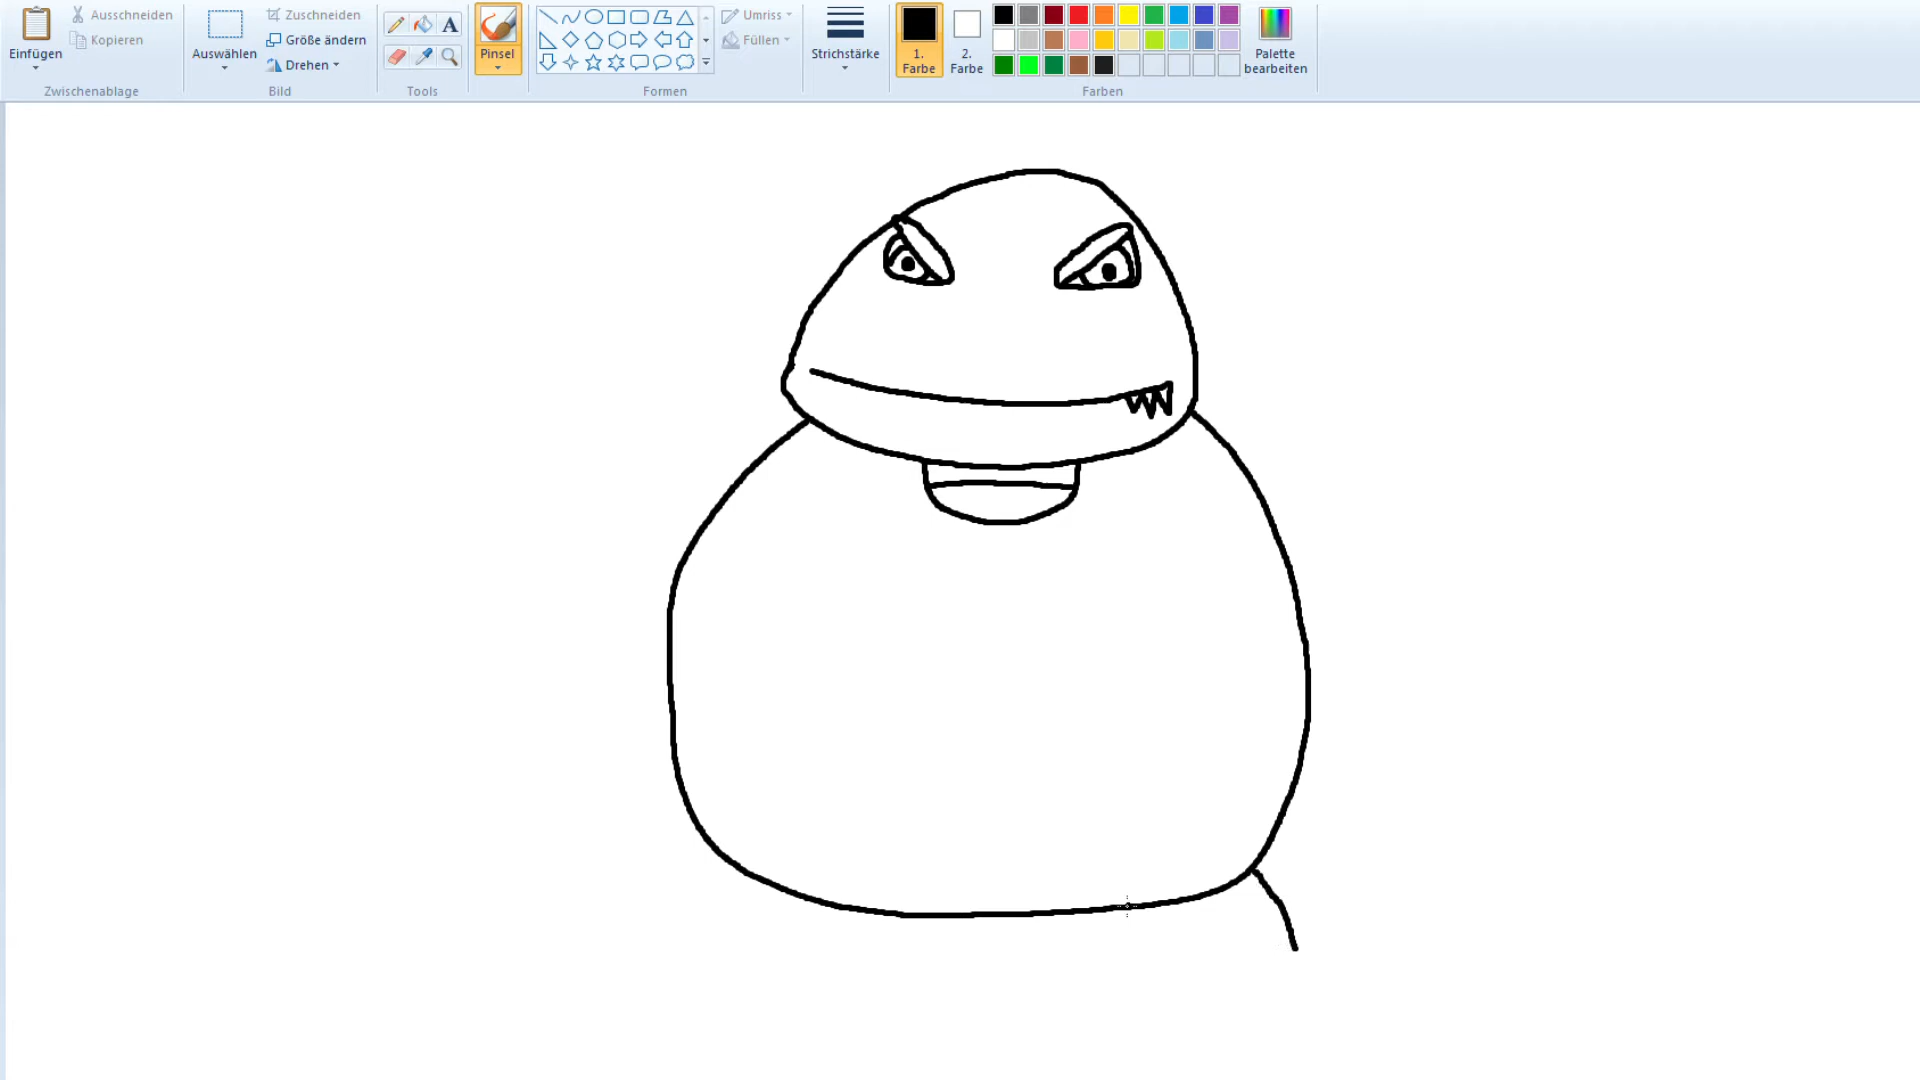 Einfügen
Ausschneiden
Kopieren
Zwischenablage
Auswählen
Zuschneiden
Größe ändern
Drehen
Bild
A
Tools
Pinsel
Formen
Umriss
Füllen
Strichstärke
1.
Farbe
2.
Farbe
Palette
bearbeiten
Farben